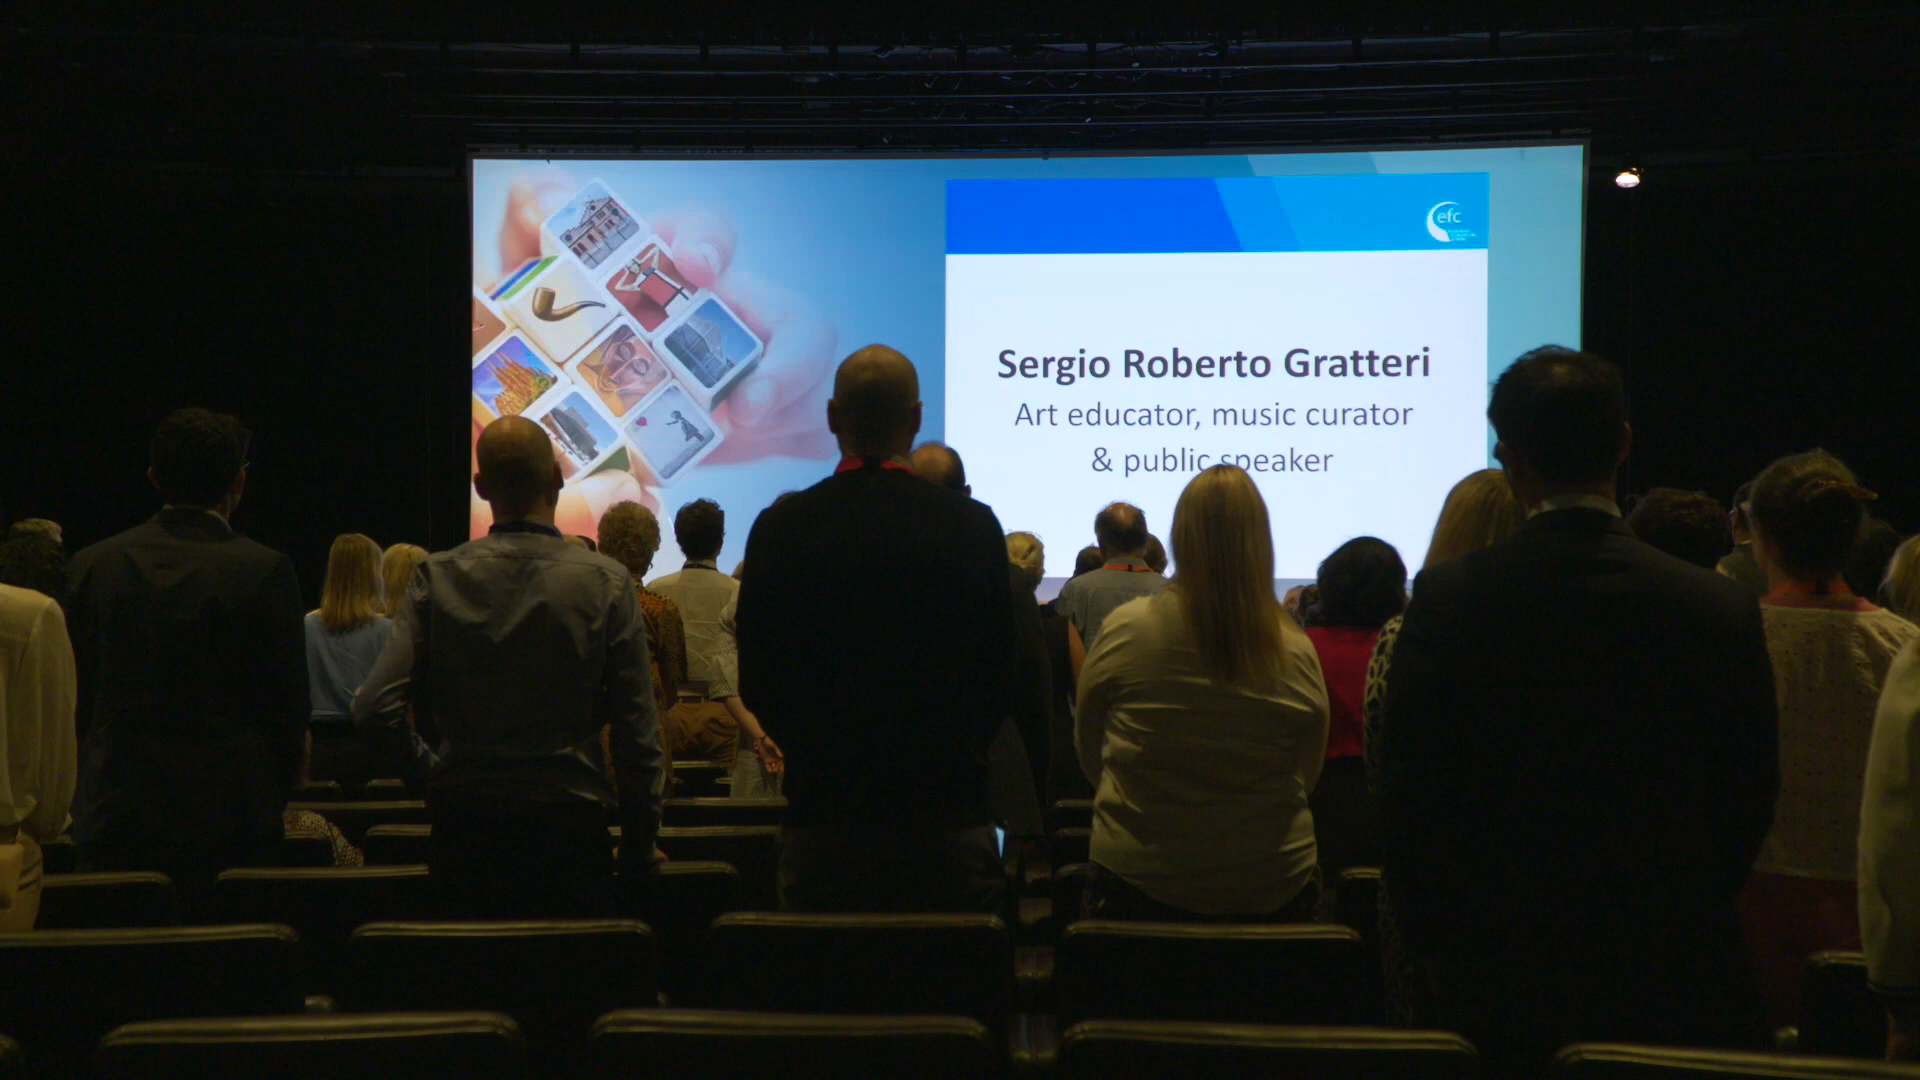 efc
Sergio Roberto Gratteri
Art educator, music curator
& public speaker